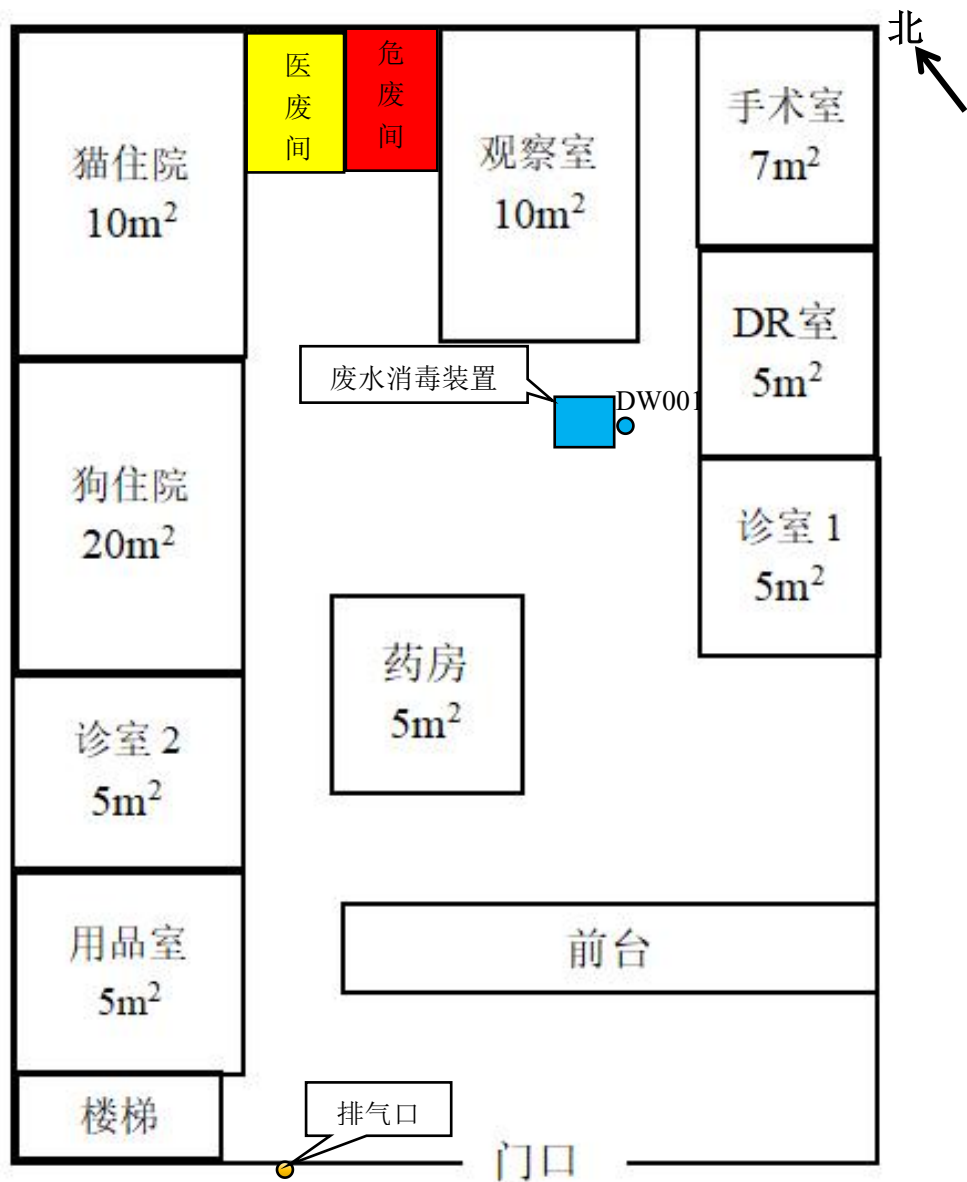 北
医
废
间
危
废
间
猫住院
10m²
观察室
10m²
手术室
7m²
DR室
5m²
废水消毒装置
DW001
狗住院
20m²
诊室 1
5m²
药房
5m²
诊室 2
5m²
用品室
5m²
前台
楼梯
排气口
门口